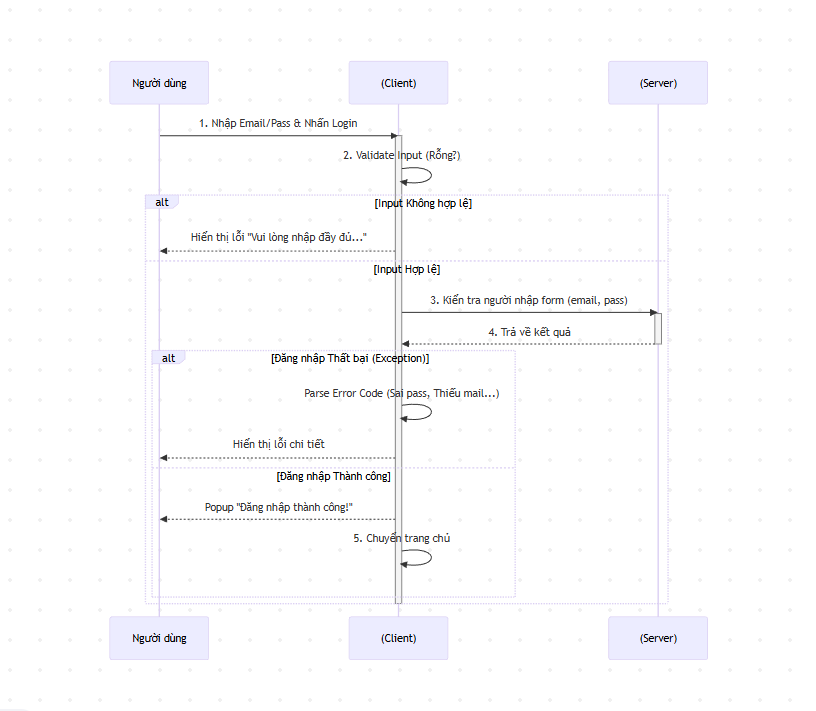 Người dùng
(Client)
(Server)
1. Nhập Email/Pass & Nhấn Login
2. Validate Input (Rỗng?)
alt
[Input Không hợp lệ]
Hiển thị lỗi "Vui lòng nhập đầy đủ..."
[Input Hợp lệ]
3. Kiến tra người nhập form (email, pass)
4. Trả về kết quả
alt
[Đăng nhập Thất bại (Exception)]
Parse Error Code (Sai pass, Thiếu mail...)
Hiển thị lỗi chi tiết
[Đăng nhập Thành công]
Popup "Đăng nhập thành công!"
5. Chuyển trang chủ
Người dùng
(Client)
(Server)